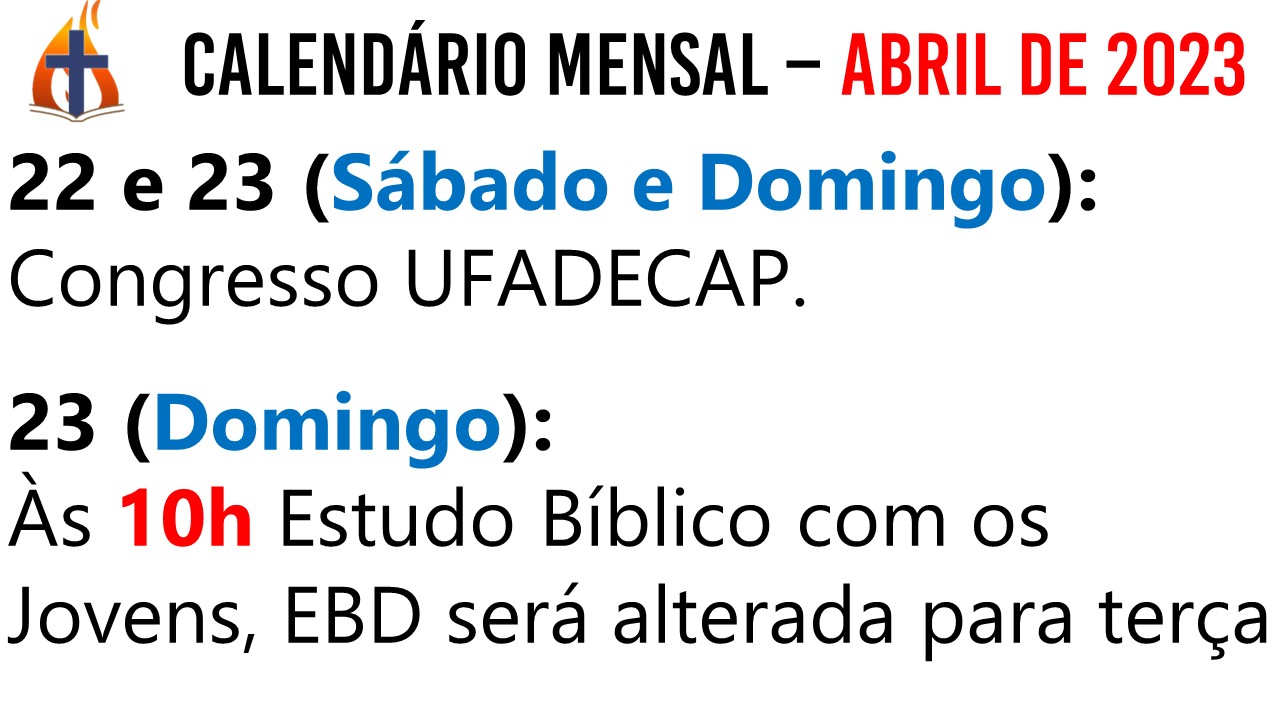 CALENDÁRIO MENSAL – ABRIL DE 2023
22 e 23 (Sábado e Domingo):
Congresso UFADECAP.
23 (Domingo):
Às 10h Estudo Bíblico com os
Jovens, EBD será alterada para terça